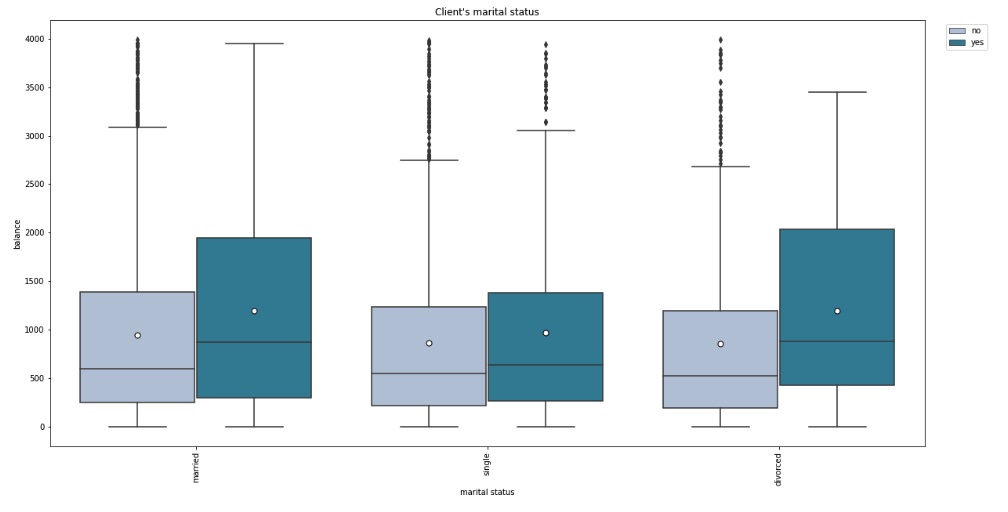 Client's marital status
no
yes
4000
3500
3000
2500
2000
1500
1000
500
0
balance
married
single
divorced
marital status